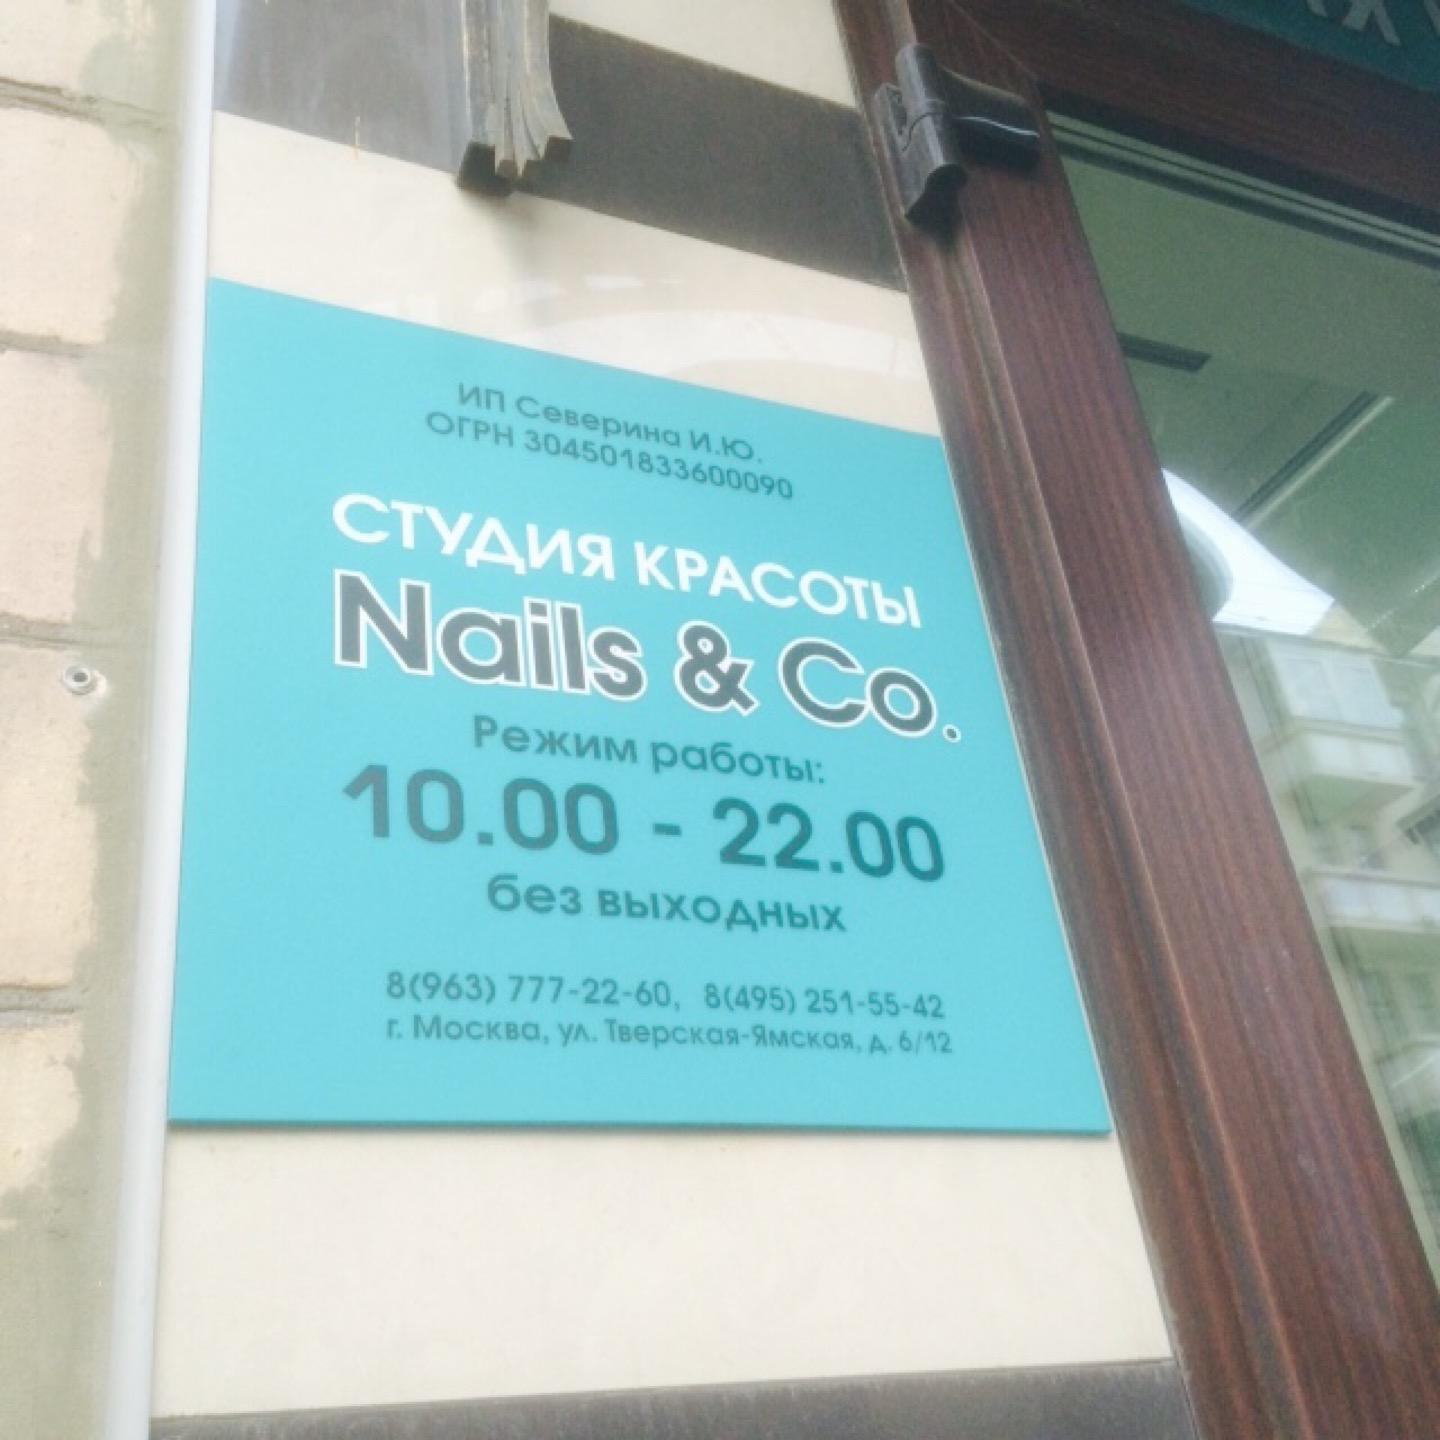 ИП Северина И.Ю.
ОГРН 304501833600090
СТУДИЯ КРАСОТЫ
Nails & Co.
Режим работы:
10.00 - 22.00
без выходных
8(963) 777-22-60, 8(495) 251-55-42
г. Москва, ул. Тверская-Ямская, д. 6/12